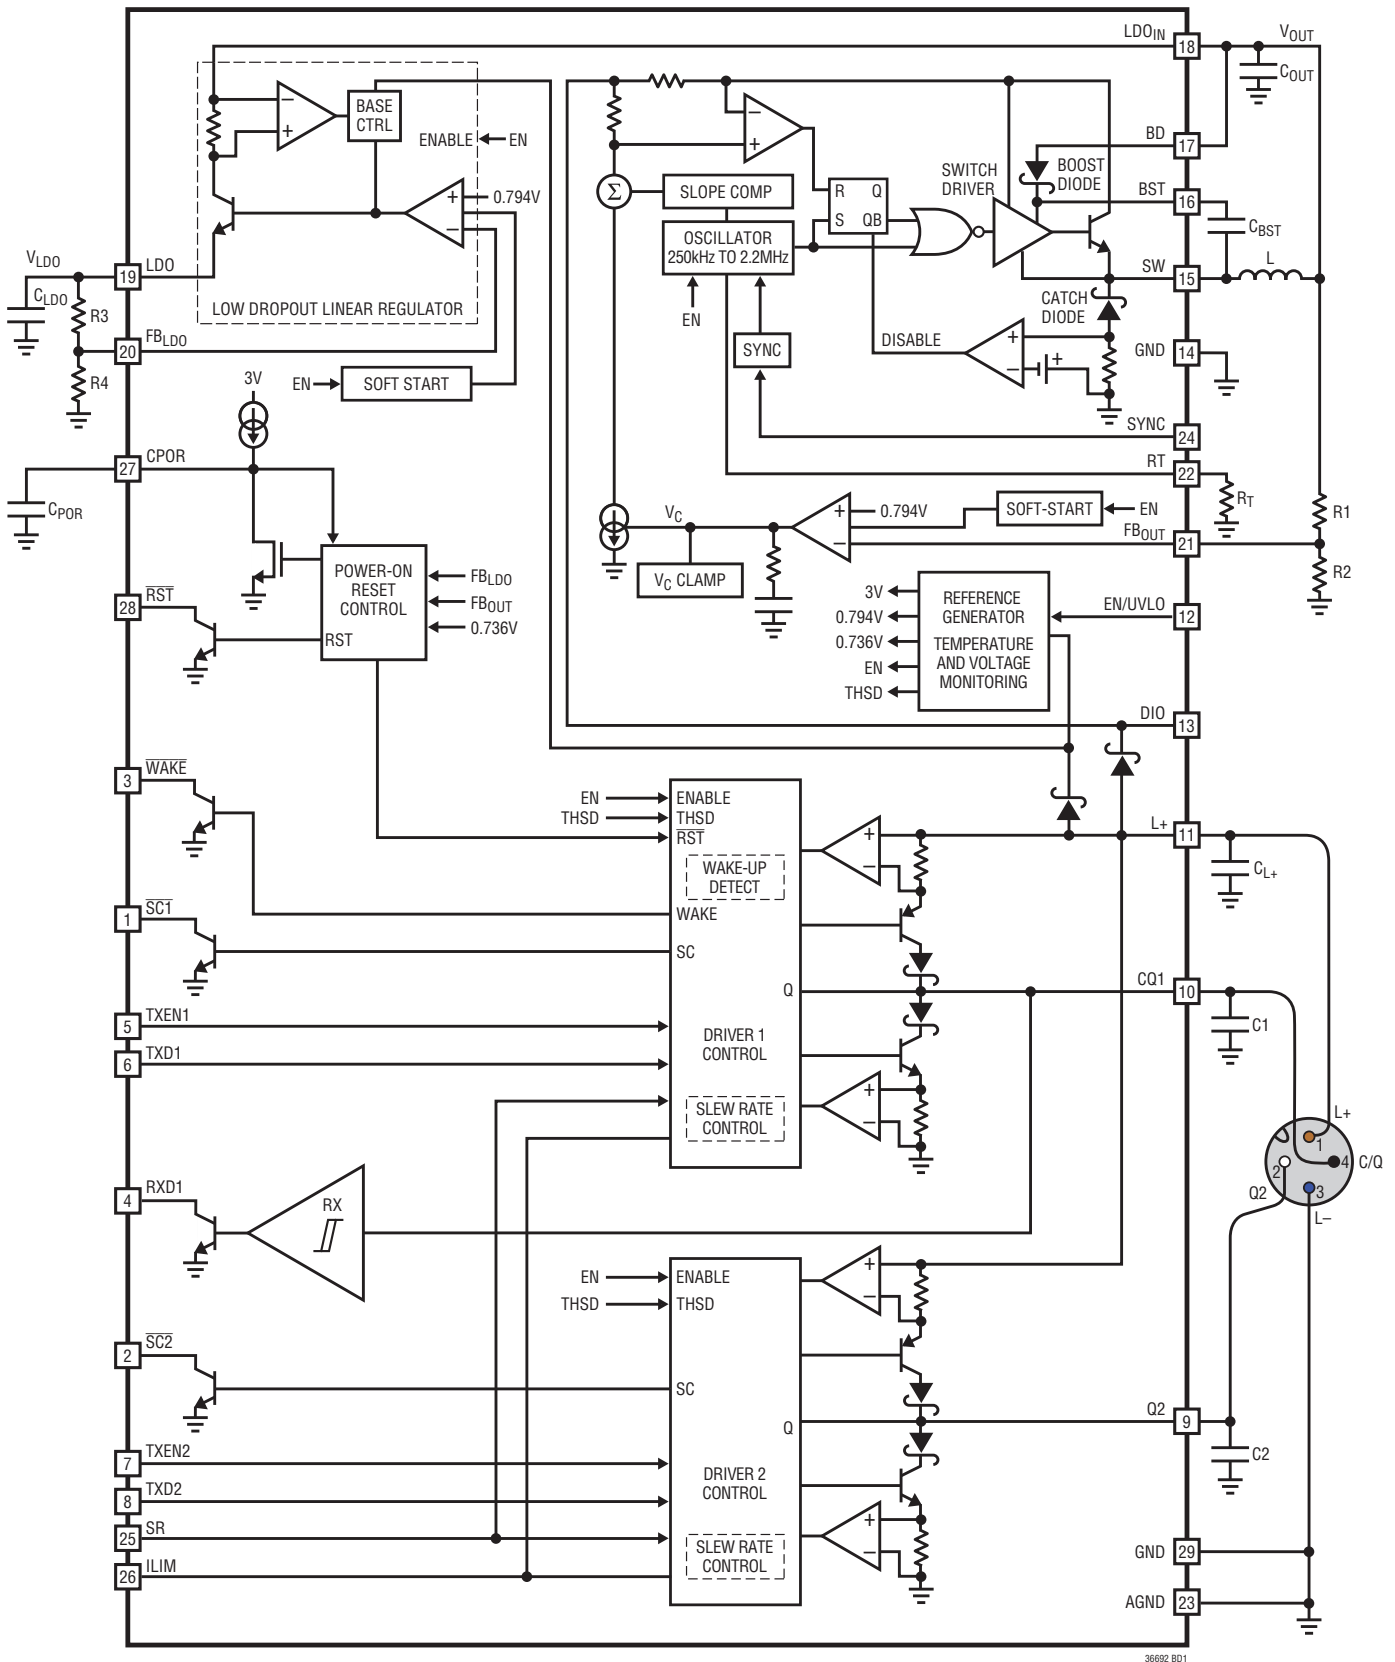 LDOIN
18
VOUT
COUT
BASE
CTRL
ENABLE
EN
−
+
+
−
0.794V
LOW DROPOUT LINEAR REGULATOR
VLDO
19
LDO
CLDO
R3
20
FBLDO
R4
EN
SOFT START
−
+
Σ
SLOPE COMP
OSCILLATOR
250kHz TO 2.2MHz
EN
SYNC
R
Q
S
QB
SWITCH
DRIVER
BOOST
DIODE
BD
17
BST
16
CBST
SW
15
L
CATCH
DIODE
DISABLE
+
−
+
GND
14
SYNC
24
RT
22
RT
R1
R2
3V
27
CPOR
CPOR
POWER-ON
RESET
CONTROL
FBLDO
FBOUT
0.736V
RST
28
RST
VC
VC CLAMP
+
−
0.794V
SOFT-START
EN
FBOUT
21
3V
0.794V
0.736V
EN
THSD
REFERENCE
GENERATOR
TEMPERATURE
AND VOLTAGE
MONITORING
EN/UVLO
12
DIO
13
3
WAKE
1
SC1
5
TXEN1
6
TXD1
EN
THSD
ENABLE
THSD
RST
WAKE-UP
DETECT
WAKE
SC
Q
DRIVER 1
CONTROL
SLEW RATE
CONTROL
+
−
+
−
L+
11
CL+
CQ1
10
C1
L+
1
2
4
3
C/Q
Q2
L−
4
RXD1
RX
2
SC2
7
TXEN2
8
TXD2
25
SR
26
ILIM
EN
THSD
ENABLE
THSD
SC
Q
DRIVER 2
CONTROL
SLEW RATE
CONTROL
+
−
+
−
Q2
9
C2
GND
29
AGND
23
36692 BD1